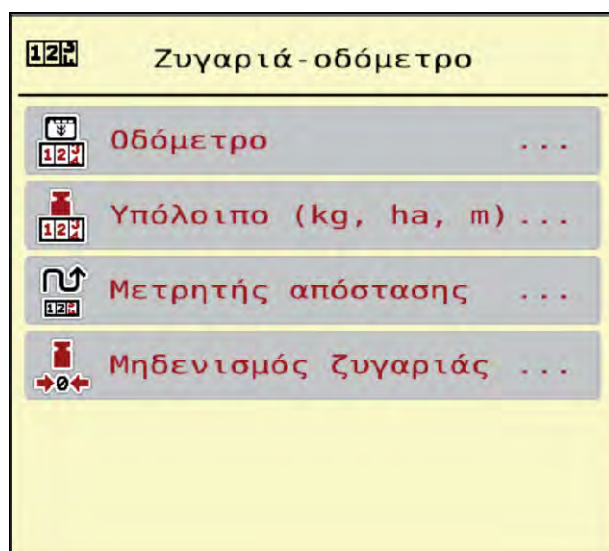 Ζυγαριά-οδόμετρο
Οδόμετρο ...
Υπόλοιπο (kg, ha, m)...
Μετρητής απόστασης ...
Μηδενισμός ζυγαριάς ...